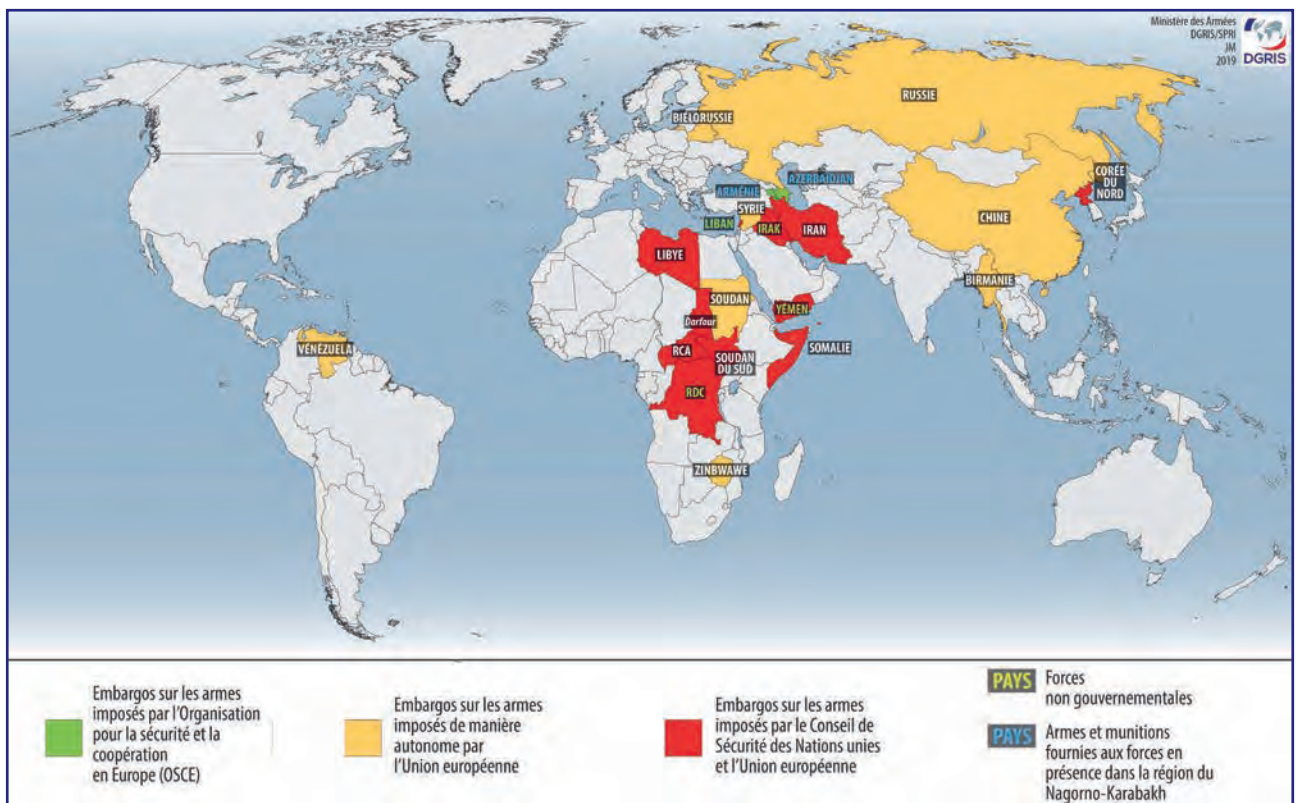 Ministère des Armées
DGRIS/SPRI
JM
2019
DGRIS
RUSSIE
BIÉLORUSSIE
CORÉE
DU
NORD
ARMÉNIE
AZERBAÏDJAN
SYRIE
CHINE
LIBAN
IRAK
IRAN
LIBYE
BIRMANIE
SOUDAN
YÉMEN
Darfour
VÉNÉZUELA
RCA
SOUDAN
DU SUD
SOMALIE
RDC
ZINBWAWE
Embargos sur les armes
imposés par l'Organisation
pour la sécurité et la
coopération
en Europe (OSCE)
Embargos sur les armes
imposés de manière
autonome par
l'Union européenne
Embargos sur les armes
imposés par le Conseil de
Sécurité des Nations unies
et l'Union européenne
PAYS Forces
non gouvernementales
PAYS Armes et munitions
fournies aux forces en
présence dans la région du
Nagorno-Karabakh